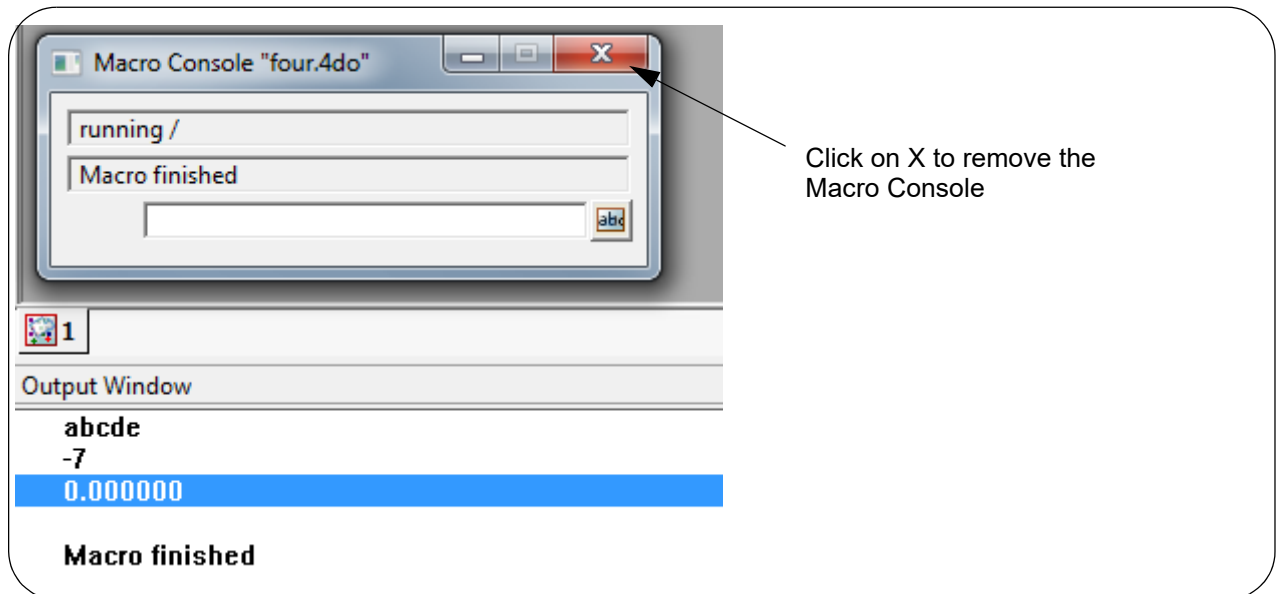 Macro Console "four.4do"
running /
Macro finished
abc
Click on X to remove the
Macro Console
1
Output Window
abcde
-7
0.000000
Macro finished